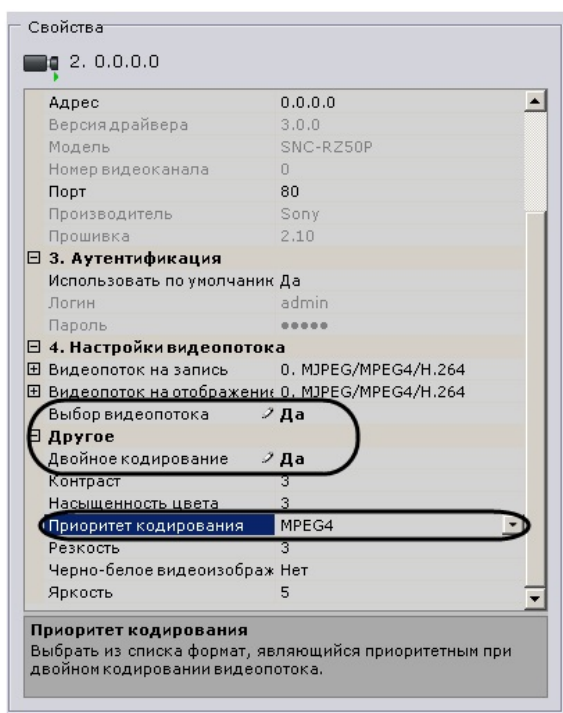 Свойства
2. 0.0.0.0
Адрес 0.0.0.0
Версия драйвера 3.0.0
Модель SNC-RZ50P
Номер видеоканала 0
Порт 80
Производитель Sony
Прошивка 2.10
3. Аутентификация
Использовать по умолчаник Да
Логин admin
Пароль •••••
4. Настройки видеопотока
Видеопоток на запись 0. MJPEG/MPEG4/H.264
Видеопоток на отображение 0. MJPEG/MPEG4/H.264
Выбор видеопотока Да
Другое
Двойное кодирование Да
Контраст 3
Насыщенность цвета 3
Приоритет кодирования MPEG4
Резкость 3
Черно-белое видеоизображ Нет
Яркость 5
Приоритет кодирования
Выбрать из списка формат, являющийся приоритетным при
двойном кодировании видеопотока.